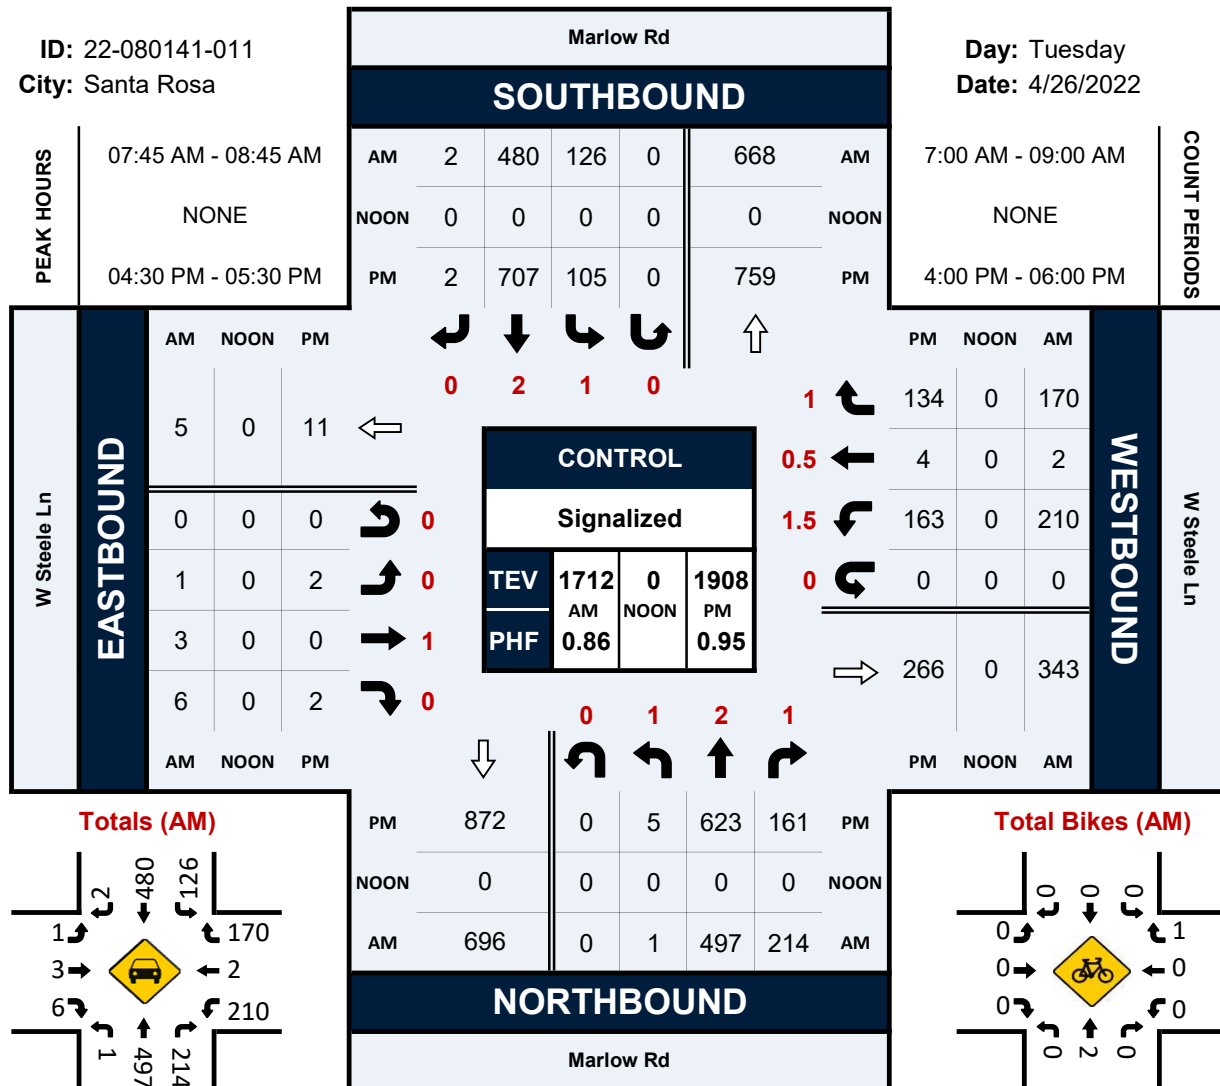 ID: 22-080141-011
City: Santa Rosa
Marlow Rd
Day: Tuesday
Date: 4/26/2022
SOUTHBOUND
PEAK HOURS
07:45 AM - 08:45 AM
NONE
04:30 PM - 05:30 PM
AM 2 480 126 0 668 AM
NOON 0 0 0 0 0 NOON
PM 2 707 105 0 759 PM
7:00 AM - 09:00 AM
NONE
4:00 PM - 06:00 PM
COUNT PERIODS
0 2 1 0
W Steele Ln
EASTBOUND
AM NOON PM
5 0 11
0 0 0 0
1 0 2 0
3 0 0 1
6 0 2 0
AM NOON PM
CONTROL
Signalized
TEV 1712 0 1908
AM NOON PM
PHF 0.86 0.95
PM NOON AM
1 134 0 170
0.5 4 0 2
1.5 163 0 210
0 0 0 0
266 0 343
PM NOON AM
WESTBOUND
W Steele Ln
0 1 2 1
PM 872 0 5 623 161 PM
NOON 0 0 0 0 0 NOON
AM 696 0 1 497 214 AM
NORTHBOUND
Marlow Rd
Totals (AM)
2 480 126
1 170
3 2
6 210
1 497 214
Total Bikes (AM)
0 0 0
0 1
0 0
0 0
0 2 0